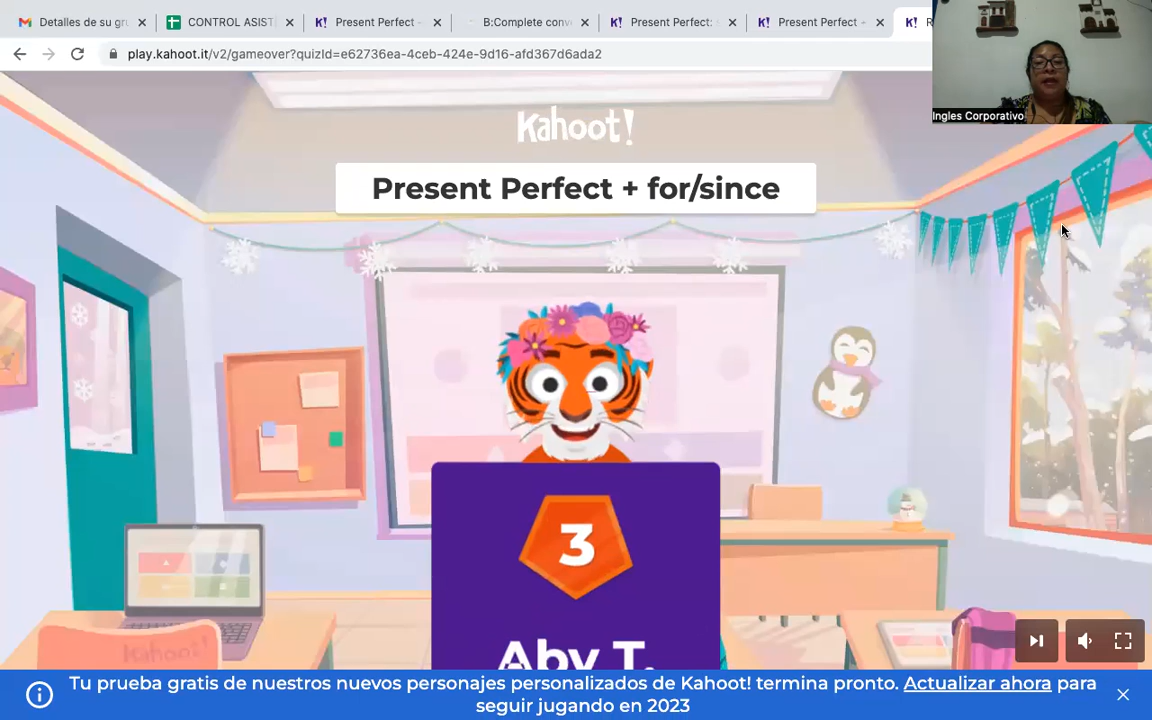 Detalles de su gr
CONTROL ASIST
Present Perfect -
B:Complete conv
Present Perfect: s
Present Perfect +
play.kahoot.it/v2/gameover?quizId=e62736ea-4ceb-424e-9d16-afd367d6ada2
Ingles Corporativo
Kahoot!
Present Perfect + for/since
3
Aby T.
kahoot!
Tu prueba gratis de nuestros nuevos personajes personalizados de Kahoot! termina pronto. Actualizar ahora para
seguir jugando en 2023